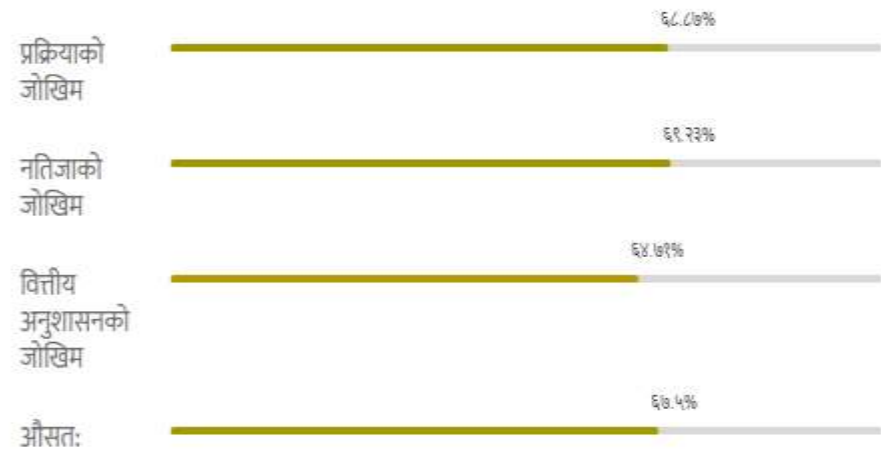 ६८.८७%
प्रक्रियाको
जोखिम
६९.२३%
नतिजाको
जोखिम
६४.७१%
वित्तीय
अनुशासनको
जोखिम
६७.५%
औसत: